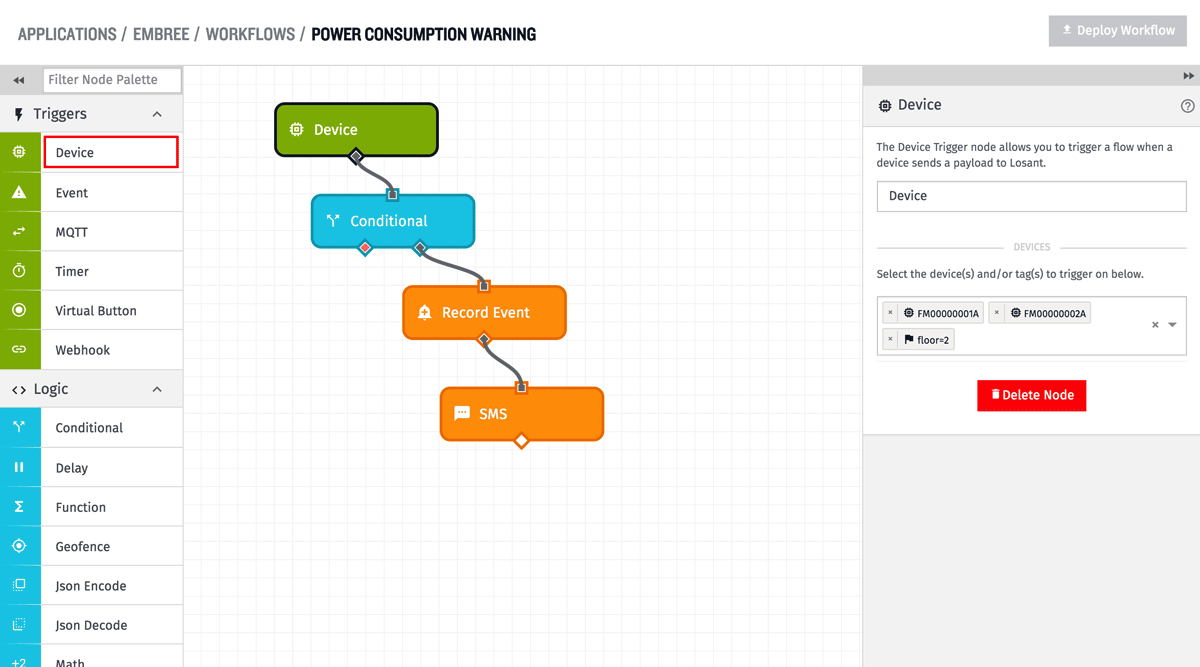 APPLICATIONS / EMBREE / WORKFLOWS / POWER CONSUMPTION WARNING
Deploy Workflow
Filter Node Palette
Triggers
Device
Event
MQTT
Timer
Virtual Button
Webhook
Logic
Conditional
Delay
Function
Geofence
Json Encode
Json Decode
+2 Math
Device
Conditional
Record Event
SMS
Device
The Device Trigger node allows you to trigger a flow when a
device sends a payload to Losant.
Device
DEVICES
Select the device(s) and/or tag(s) to trigger on below.
× FM00000001A × FM00000002A
× floor=2
×
Delete Node